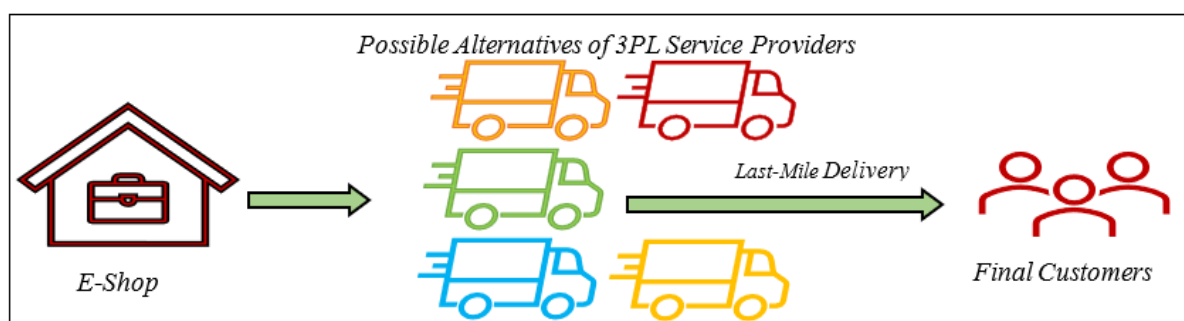 Possible Alternatives of 3PL Service Providers
Last-Mile Delivery
E-Shop
Final Customers